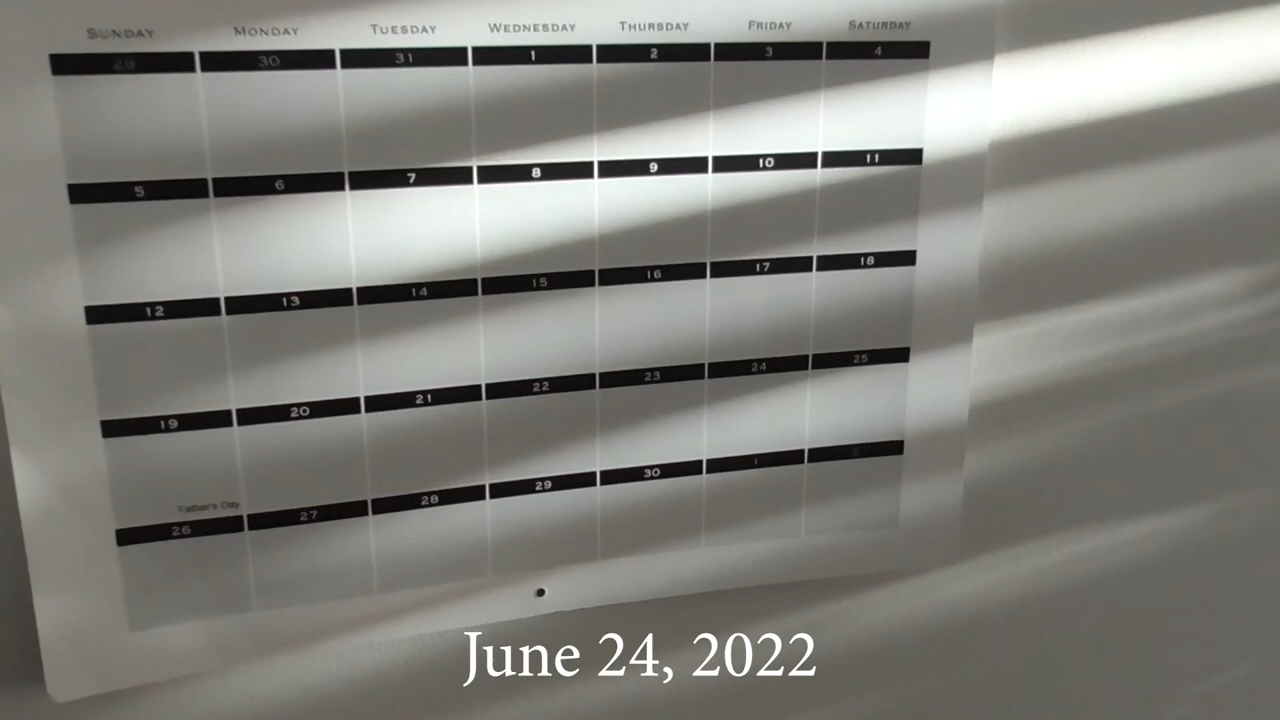 SUNDAY MONDAY TUESDAY WEDNESDAY THURSDAY FRIDAY SATURDAY
29 30 31 1 2 3 4
5 6 7 8 9 10 11
12 13 14 15 16 17 18
19 20 21 22 23 24 25
Father's Day
26 27 28 29 30 1
June 24, 2022